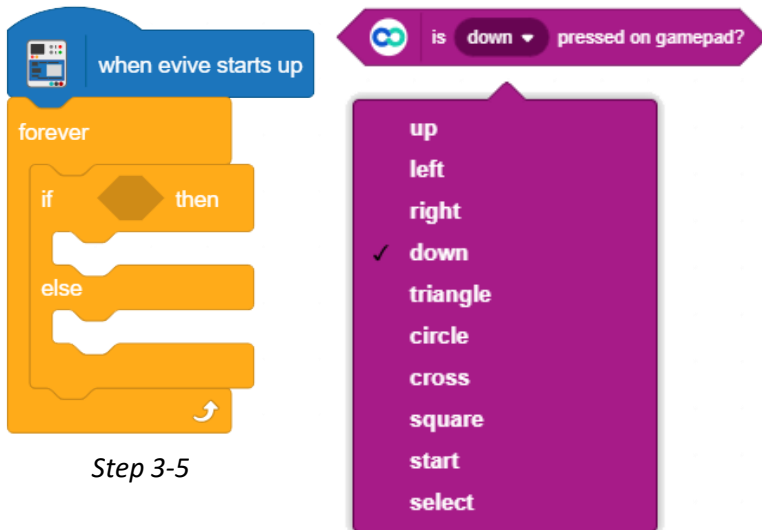 when evive starts up
forever
if then
else
Step 3-5
is down pressed on gamepad?
up
left
right
down
triangle
circle
cross
square
start
select